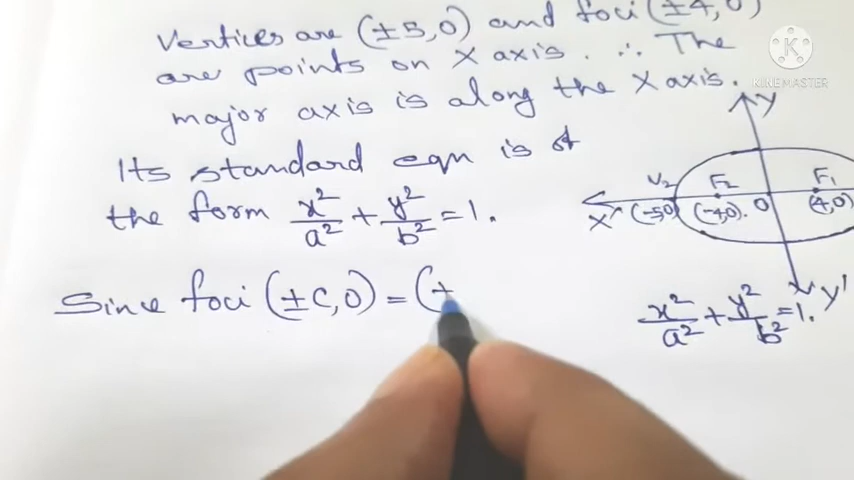 Vertices are (±5,0) and foci (±4,0)
are points on X axis. ∴ The
major axis is along the X axis.
Its standard eqn is of
the form x²/a² + y²/b² = 1.
Since foci (±C,0) = (±
K
KINEMASTER
Y
V₂ F₂ F₁
X' (-5,0) (-4,0). O (4,0)
Y'
x²/a² + y²/b² = 1.